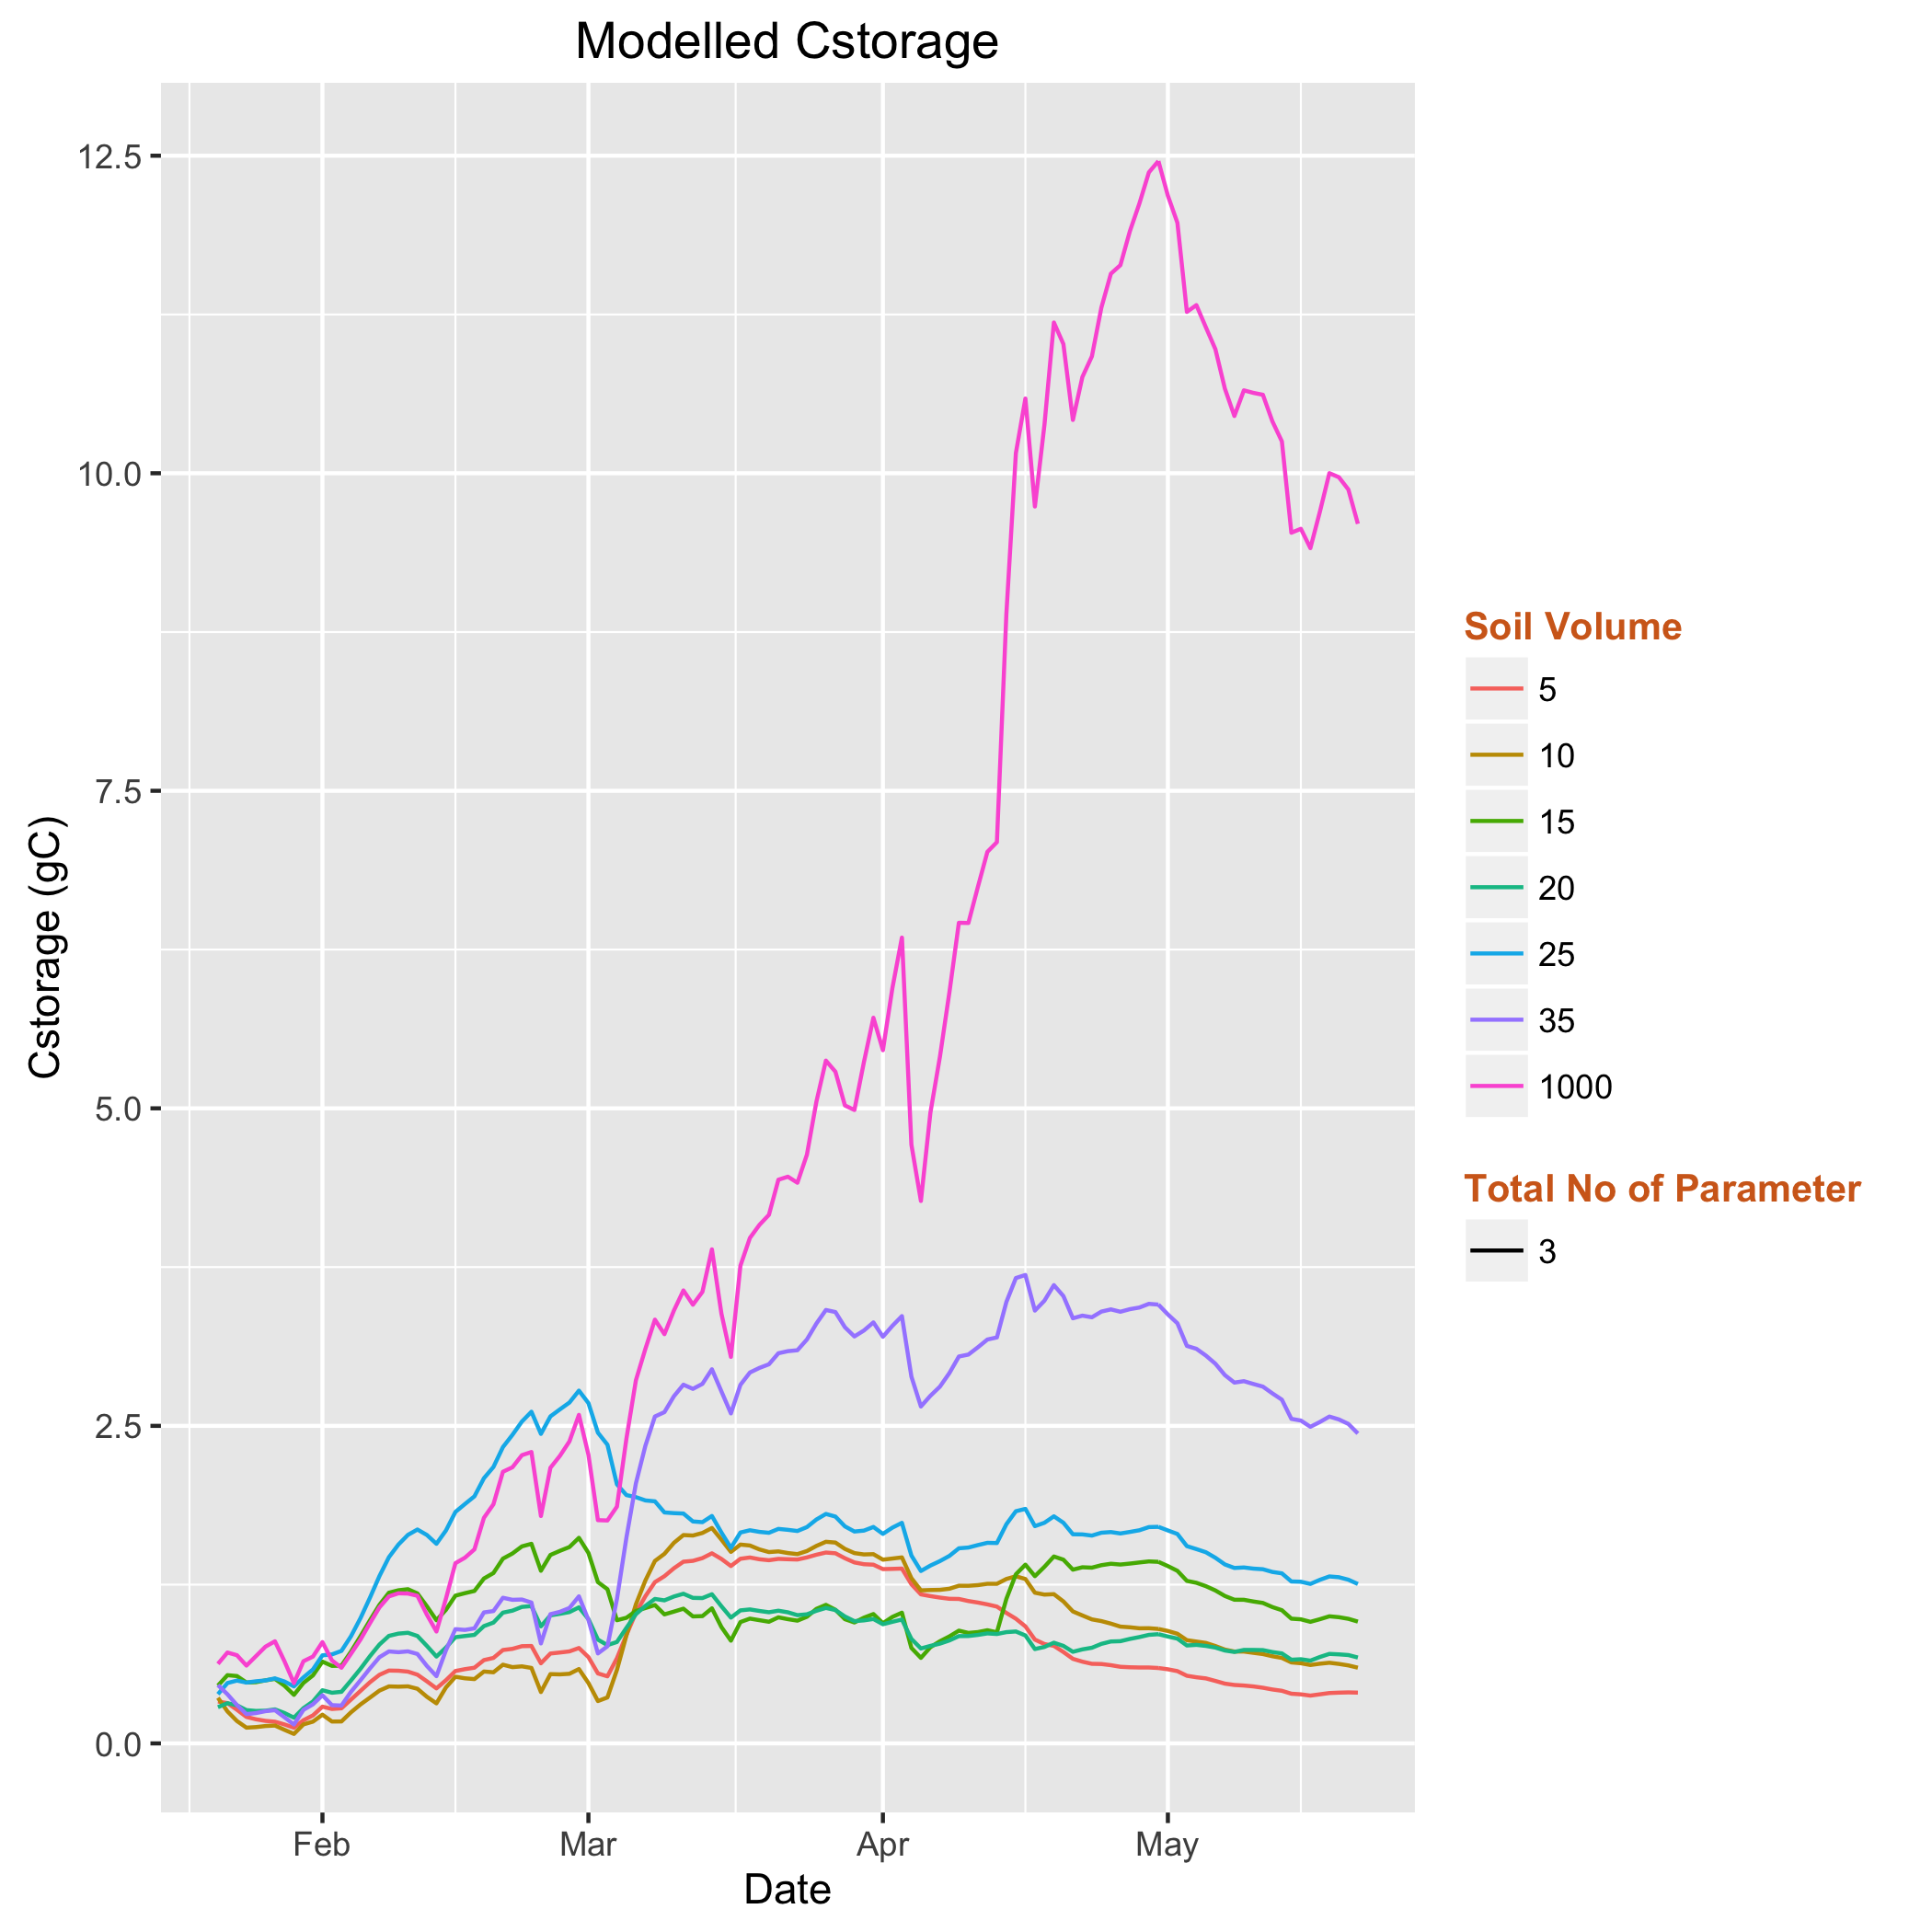 Modelled Cstorage
Cstorage (gC)
12.5
10.0
7.5
5.0
2.5
0.0
Feb
Mar
Apr
May
Date
Soil Volume
5
10
15
20
25
35
1000
Total No of Parameter
3